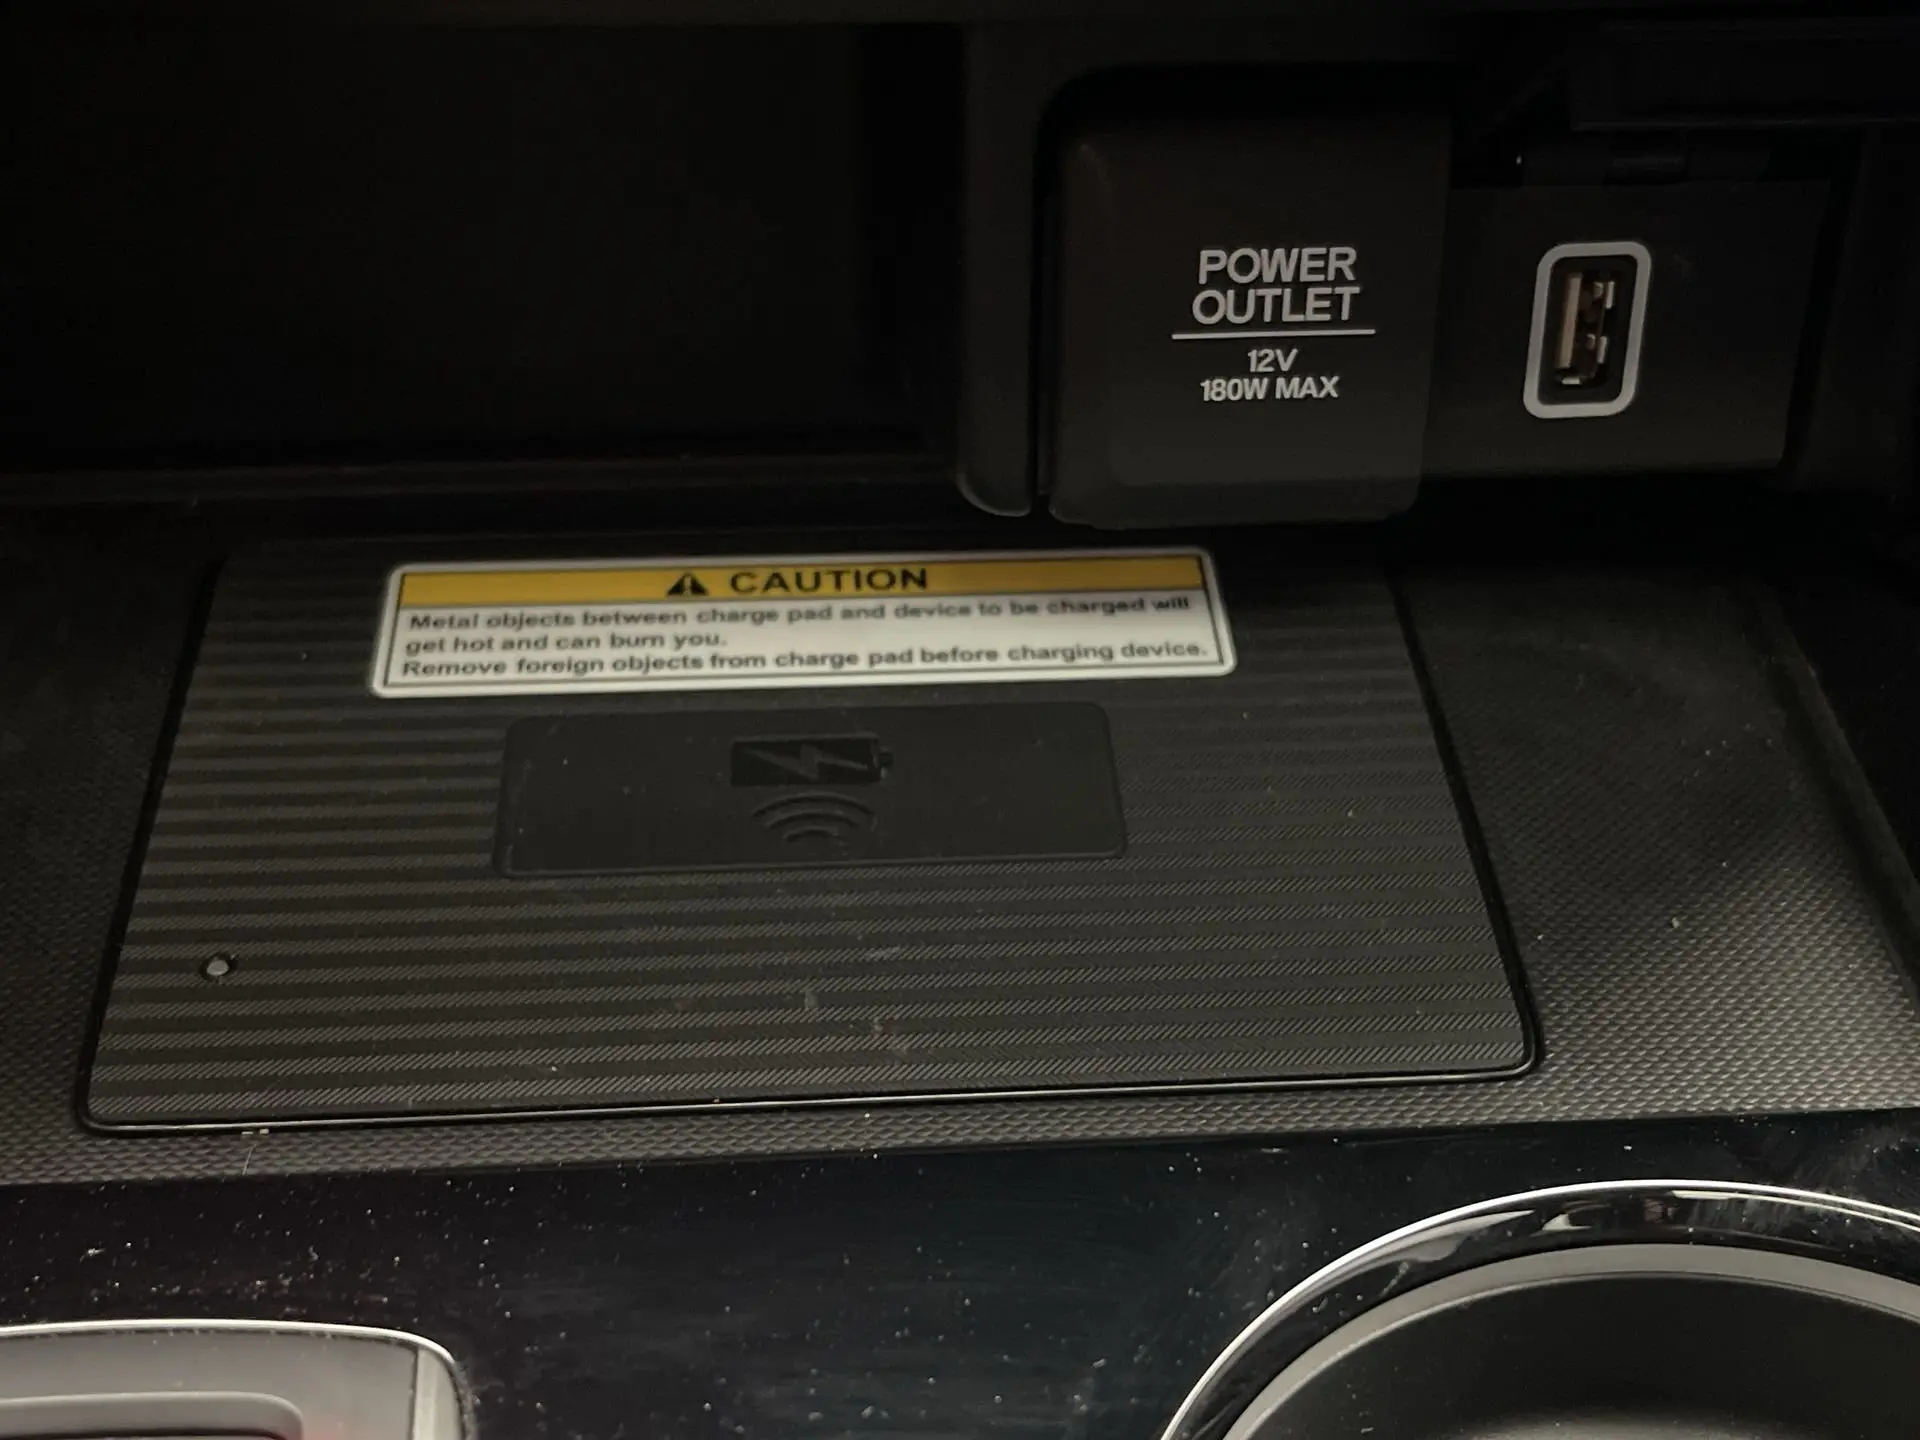 POWER
OUTLET
12V
180W MAX
CAUTION
Metal objects between charge pad and device to be charged will
get hot and can burn you.
Remove foreign objects from charge pad before charging device.